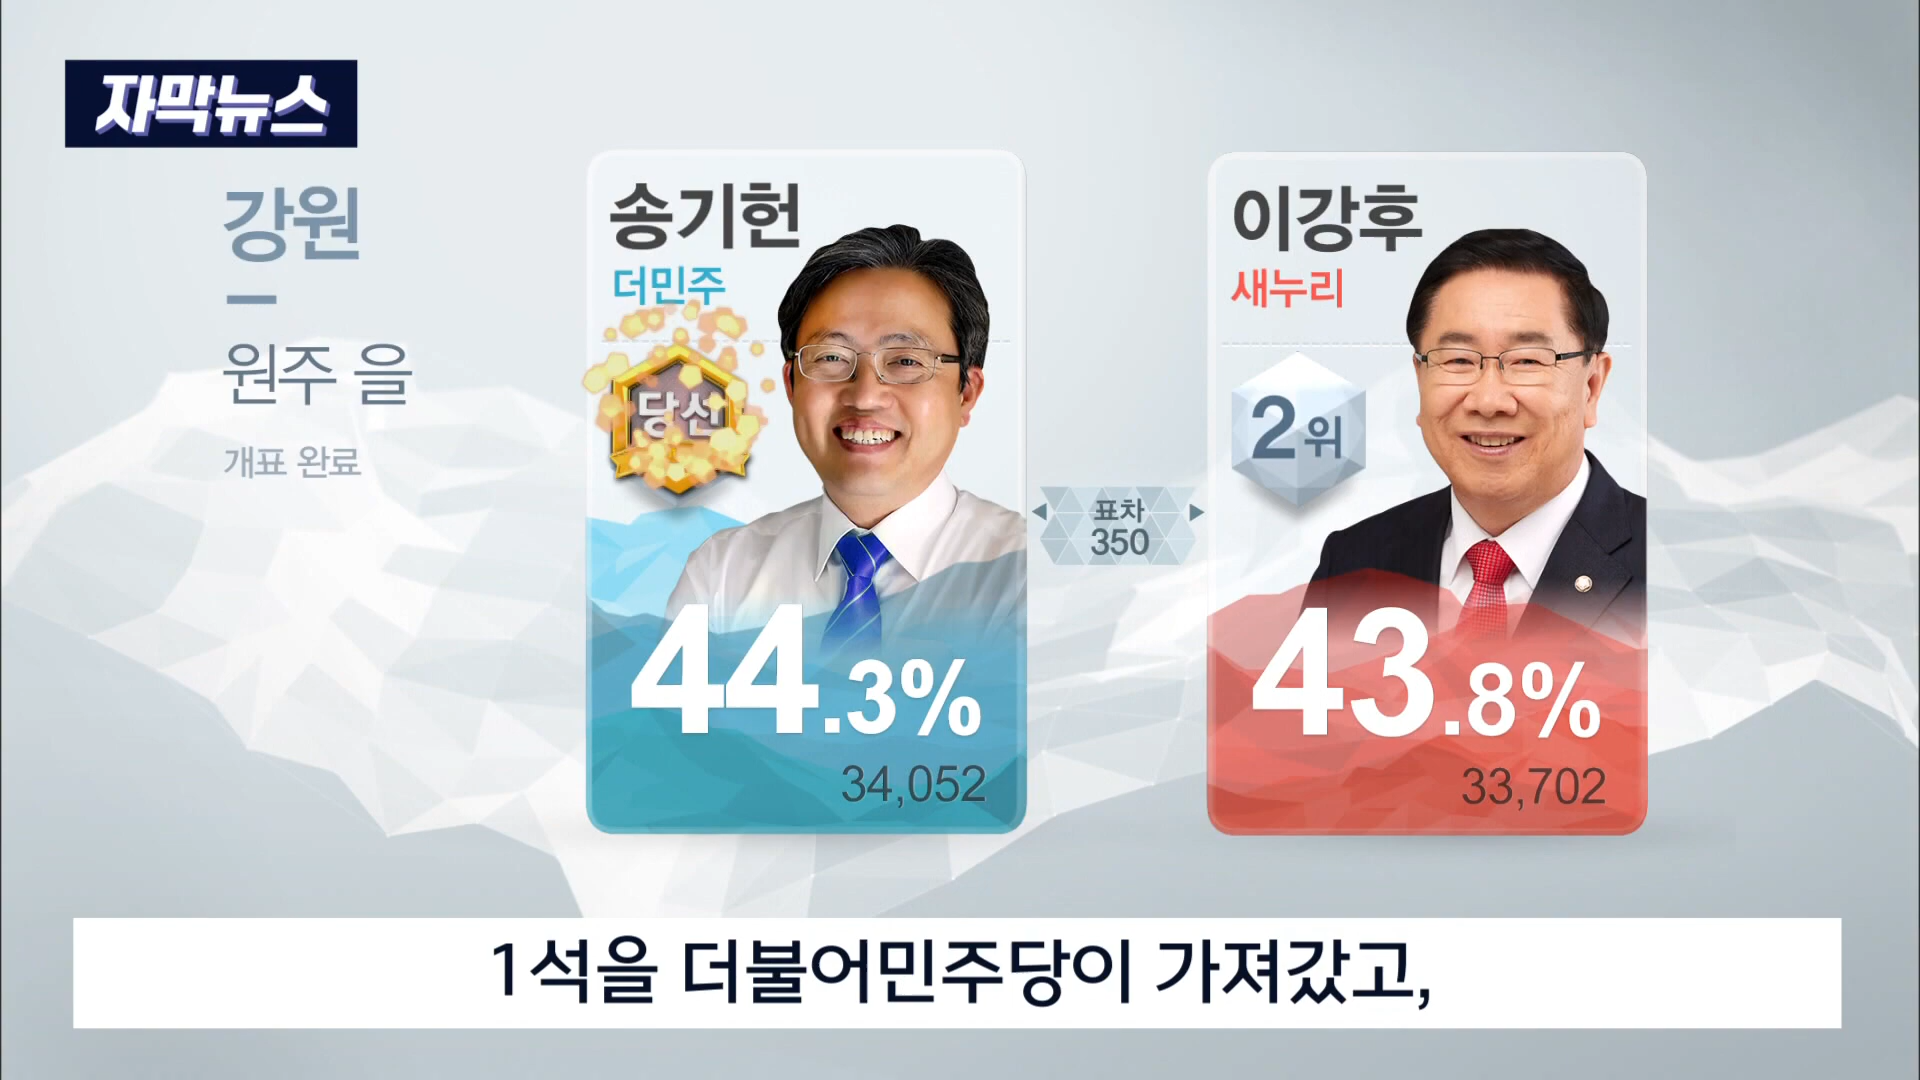 자막뉴스
강원
원주 을
개표 완료
송기헌
더민주
당선
44.3%
34,052
표차
350
이강후
새누리
2위
43.8%
33,702
1석을 더불어민주당이 가져갔고,